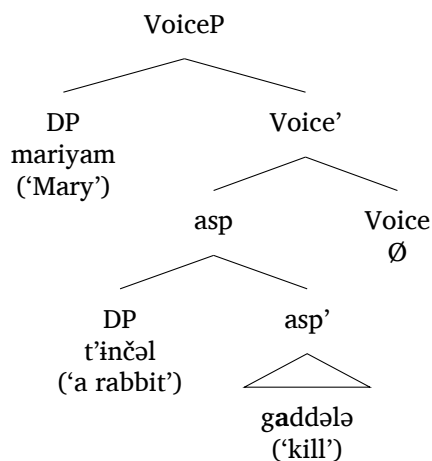 VoiceP
DP
mariyam
(‘Mary’)
Voice’
asp
Voice
Ø
DP
t’ɨnčəl
(‘a rabbit’)
asp’
gaddələ
(‘kill’)